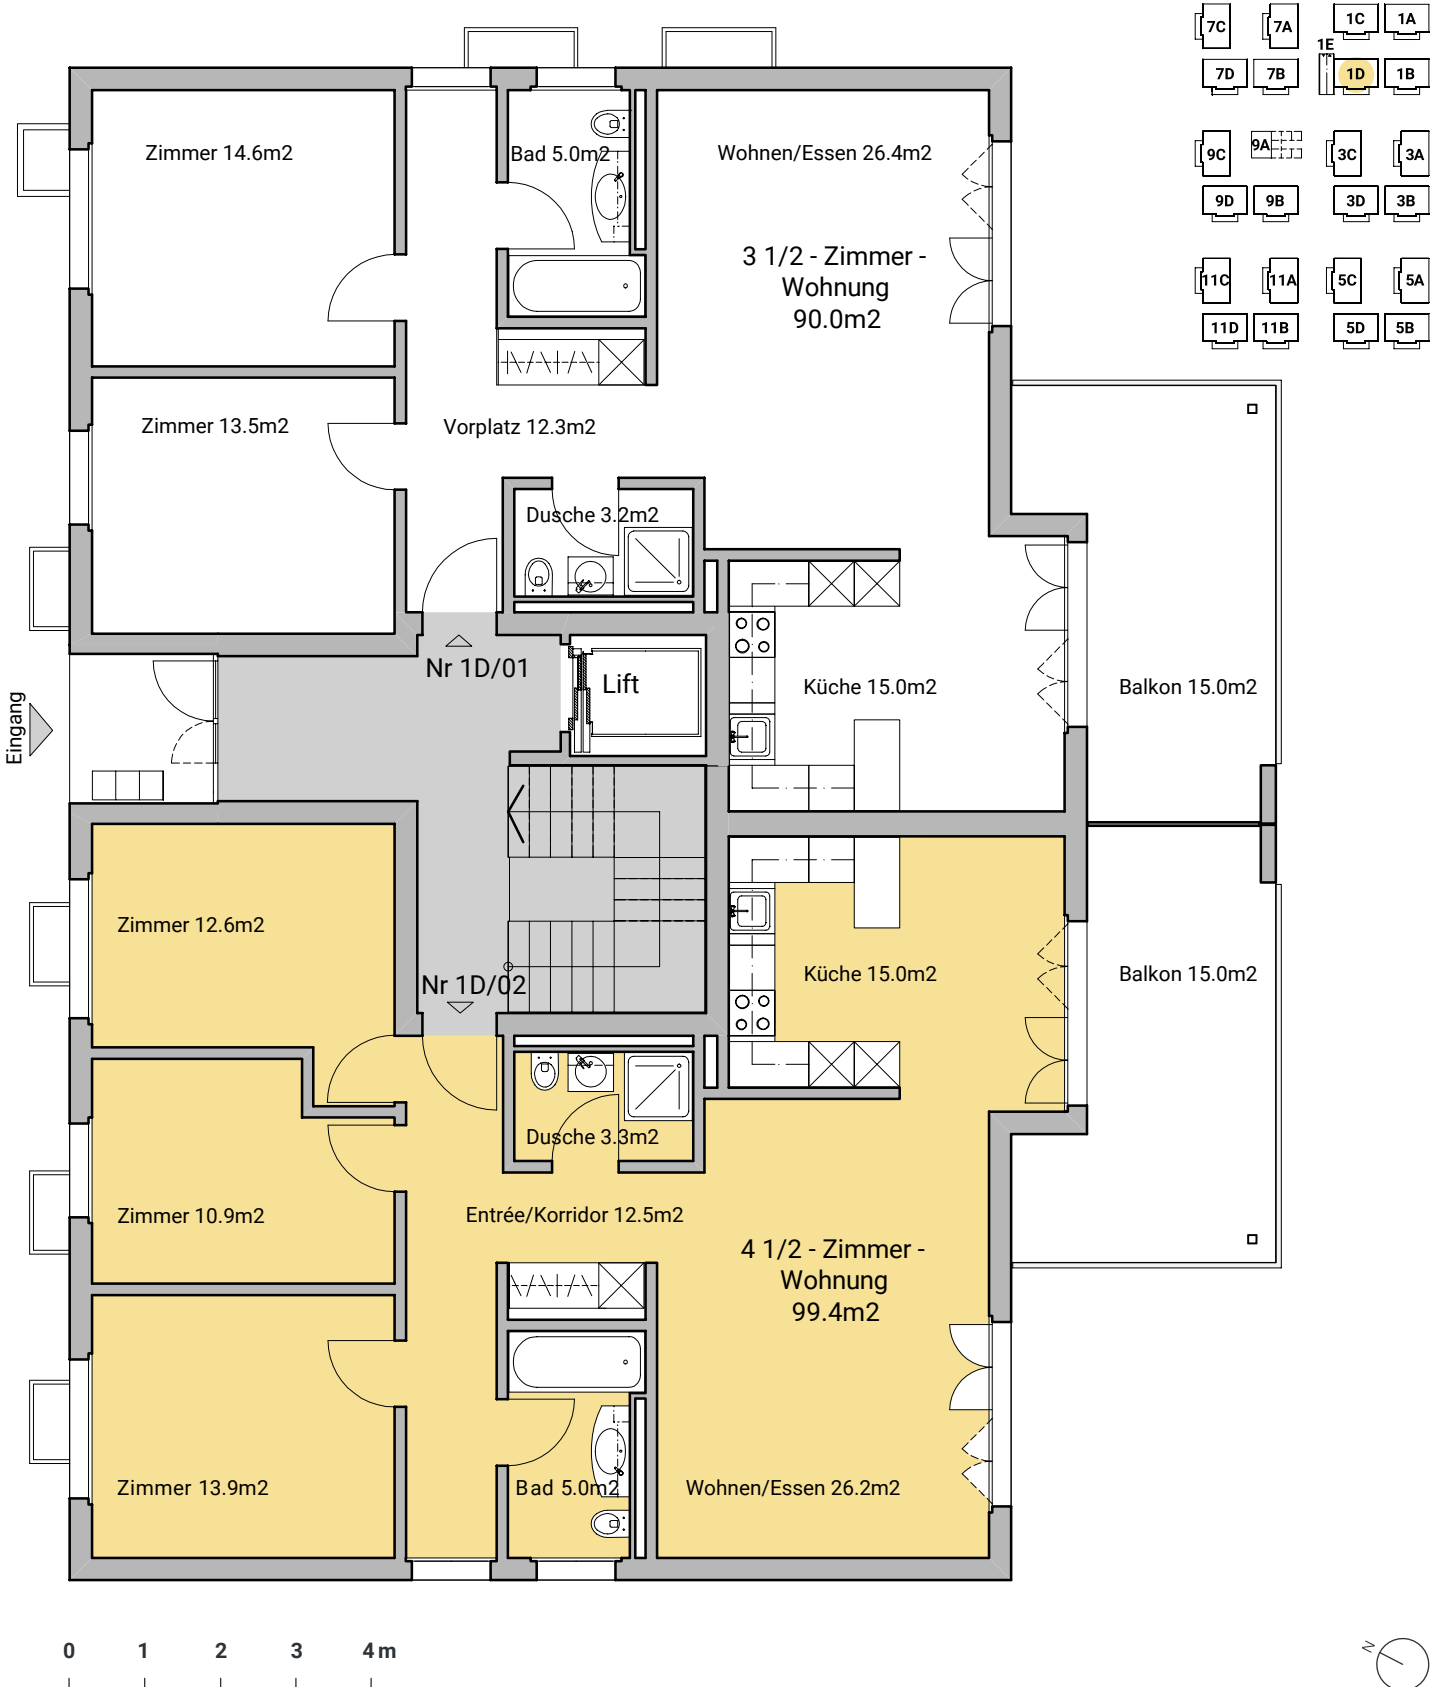 7C 7A 1C 1A
1E
7D 7B 1D 1B
9C 9A 3C 3A
9D 9B 3D 3B
11C 11A 5C 5A
11D 11B 5D 5B
Zimmer 14.6m2
Bad 5.0m2
Wohnen/Essen 26.4m2
3 1/2 - Zimmer -
Wohnung
90.0m2
Zimmer 13.5m2
Vorplatz 12.3m2
Dusche 3.2m2
Nr 1D/01
Lift
Küche 15.0m2
Balkon 15.0m2
Eingang
Zimmer 12.6m2
Nr 1D/02
Küche 15.0m2
Balkon 15.0m2
Dusche 3.3m2
Zimmer 10.9m2
Entrée/Korridor 12.5m2
4 1/2 - Zimmer -
Wohnung
99.4m2
Zimmer 13.9m2
Bad 5.0m2
Wohnen/Essen 26.2m2
0 1 2 3 4 m
N